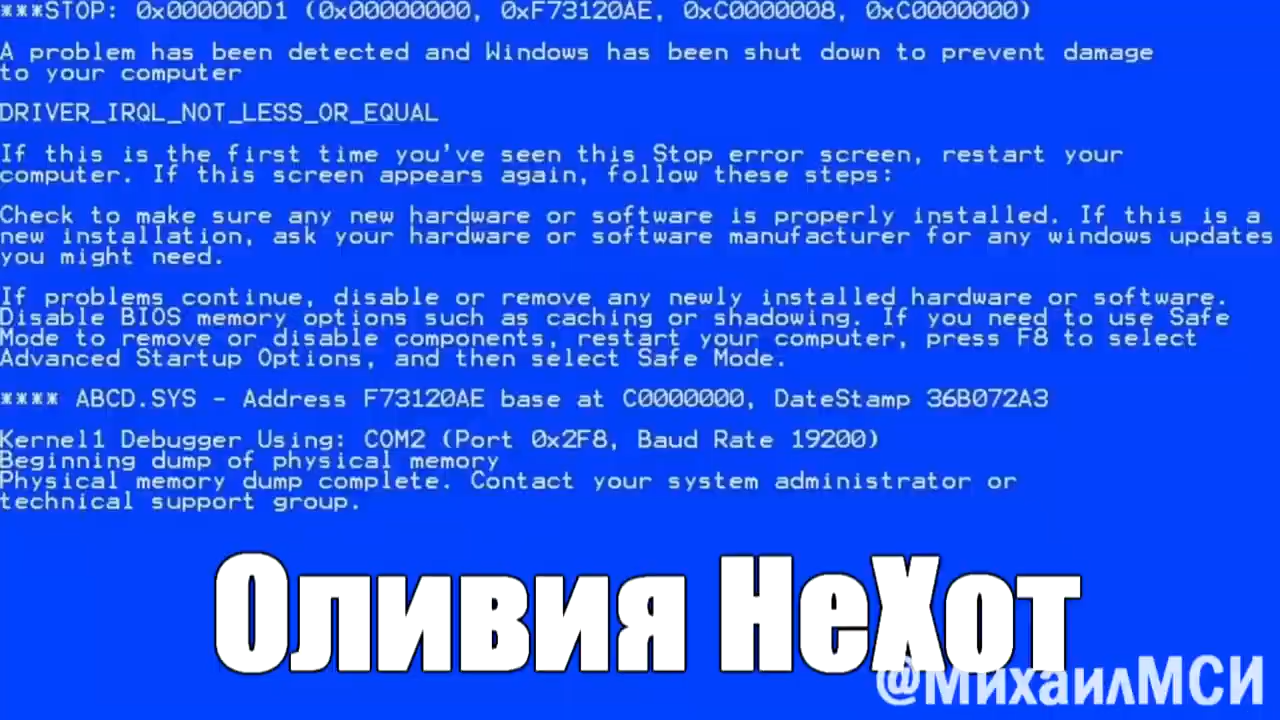 ***STOP: 0x000000D1 (0x00000000, 0xF73120AE, 0xC0000008, 0xC0000000)
A problem has been detected and Windows has been shut down to prevent damage
to your computer
DRIVER_IRQL_NOT_LESS_OR_EQUAL
If this is the first time you've seen this Stop error screen, restart your
computer. If this screen appears again, follow these steps:
Check to make sure any new hardware or software is properly installed. If this is a
new installation, ask your hardware or software manufacturer for any windows updates
you might need.
If problems continue, disable or remove any newly installed hardware or software.
Disable BIOS memory options such as caching or shadowing. If you need to use Safe
Mode to remove or disable components, restart your computer, press F8 to select
Advanced Startup Options, and then select Safe Mode.
**** ABCD.SYS - Address F73120AE base at C0000000, DateStamp 36B072A3
Kernel1 Debugger Using: COM2 (Port 0x2F8, Baud Rate 19200)
Beginning dump of physical memory
Physical memory dump complete. Contact your system administrator or
technical support group.
Оливия НеХот
@МихаилМСИ